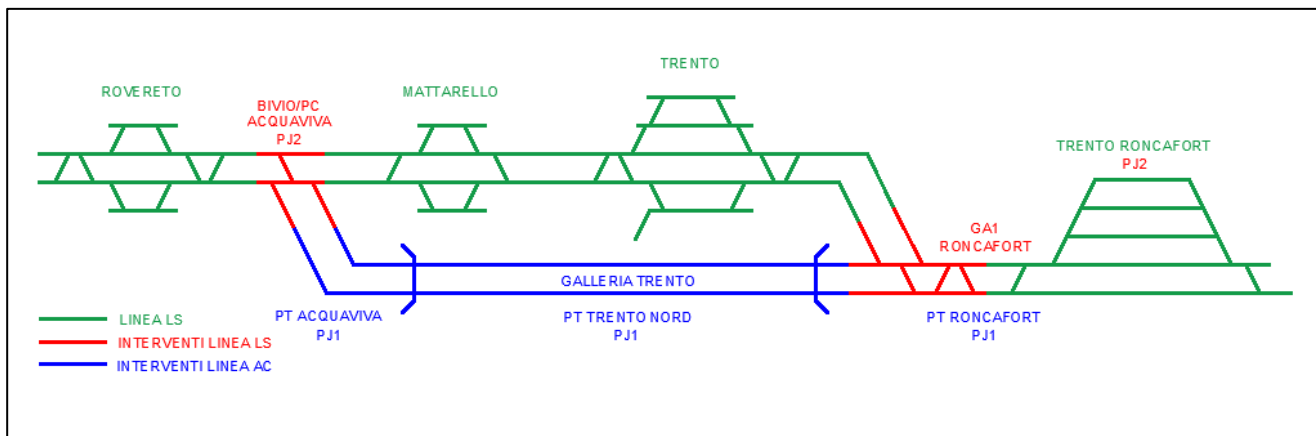 TRENTO
ROVERETO
MATTARELLO
BIVIO/PC
ACQUAVIVA
PJ2
TRENTO RONCAFORT
PJ2
GA1
RONCAFORT
GALLERIA TRENTO
PT ACQUAVIVA
PJ1
PT TRENTO NORD
PJ1
PT RONCAFORT
PJ1
LINEA LS
INTERVENTI LINEA LS
INTERVENTI LINEA AC